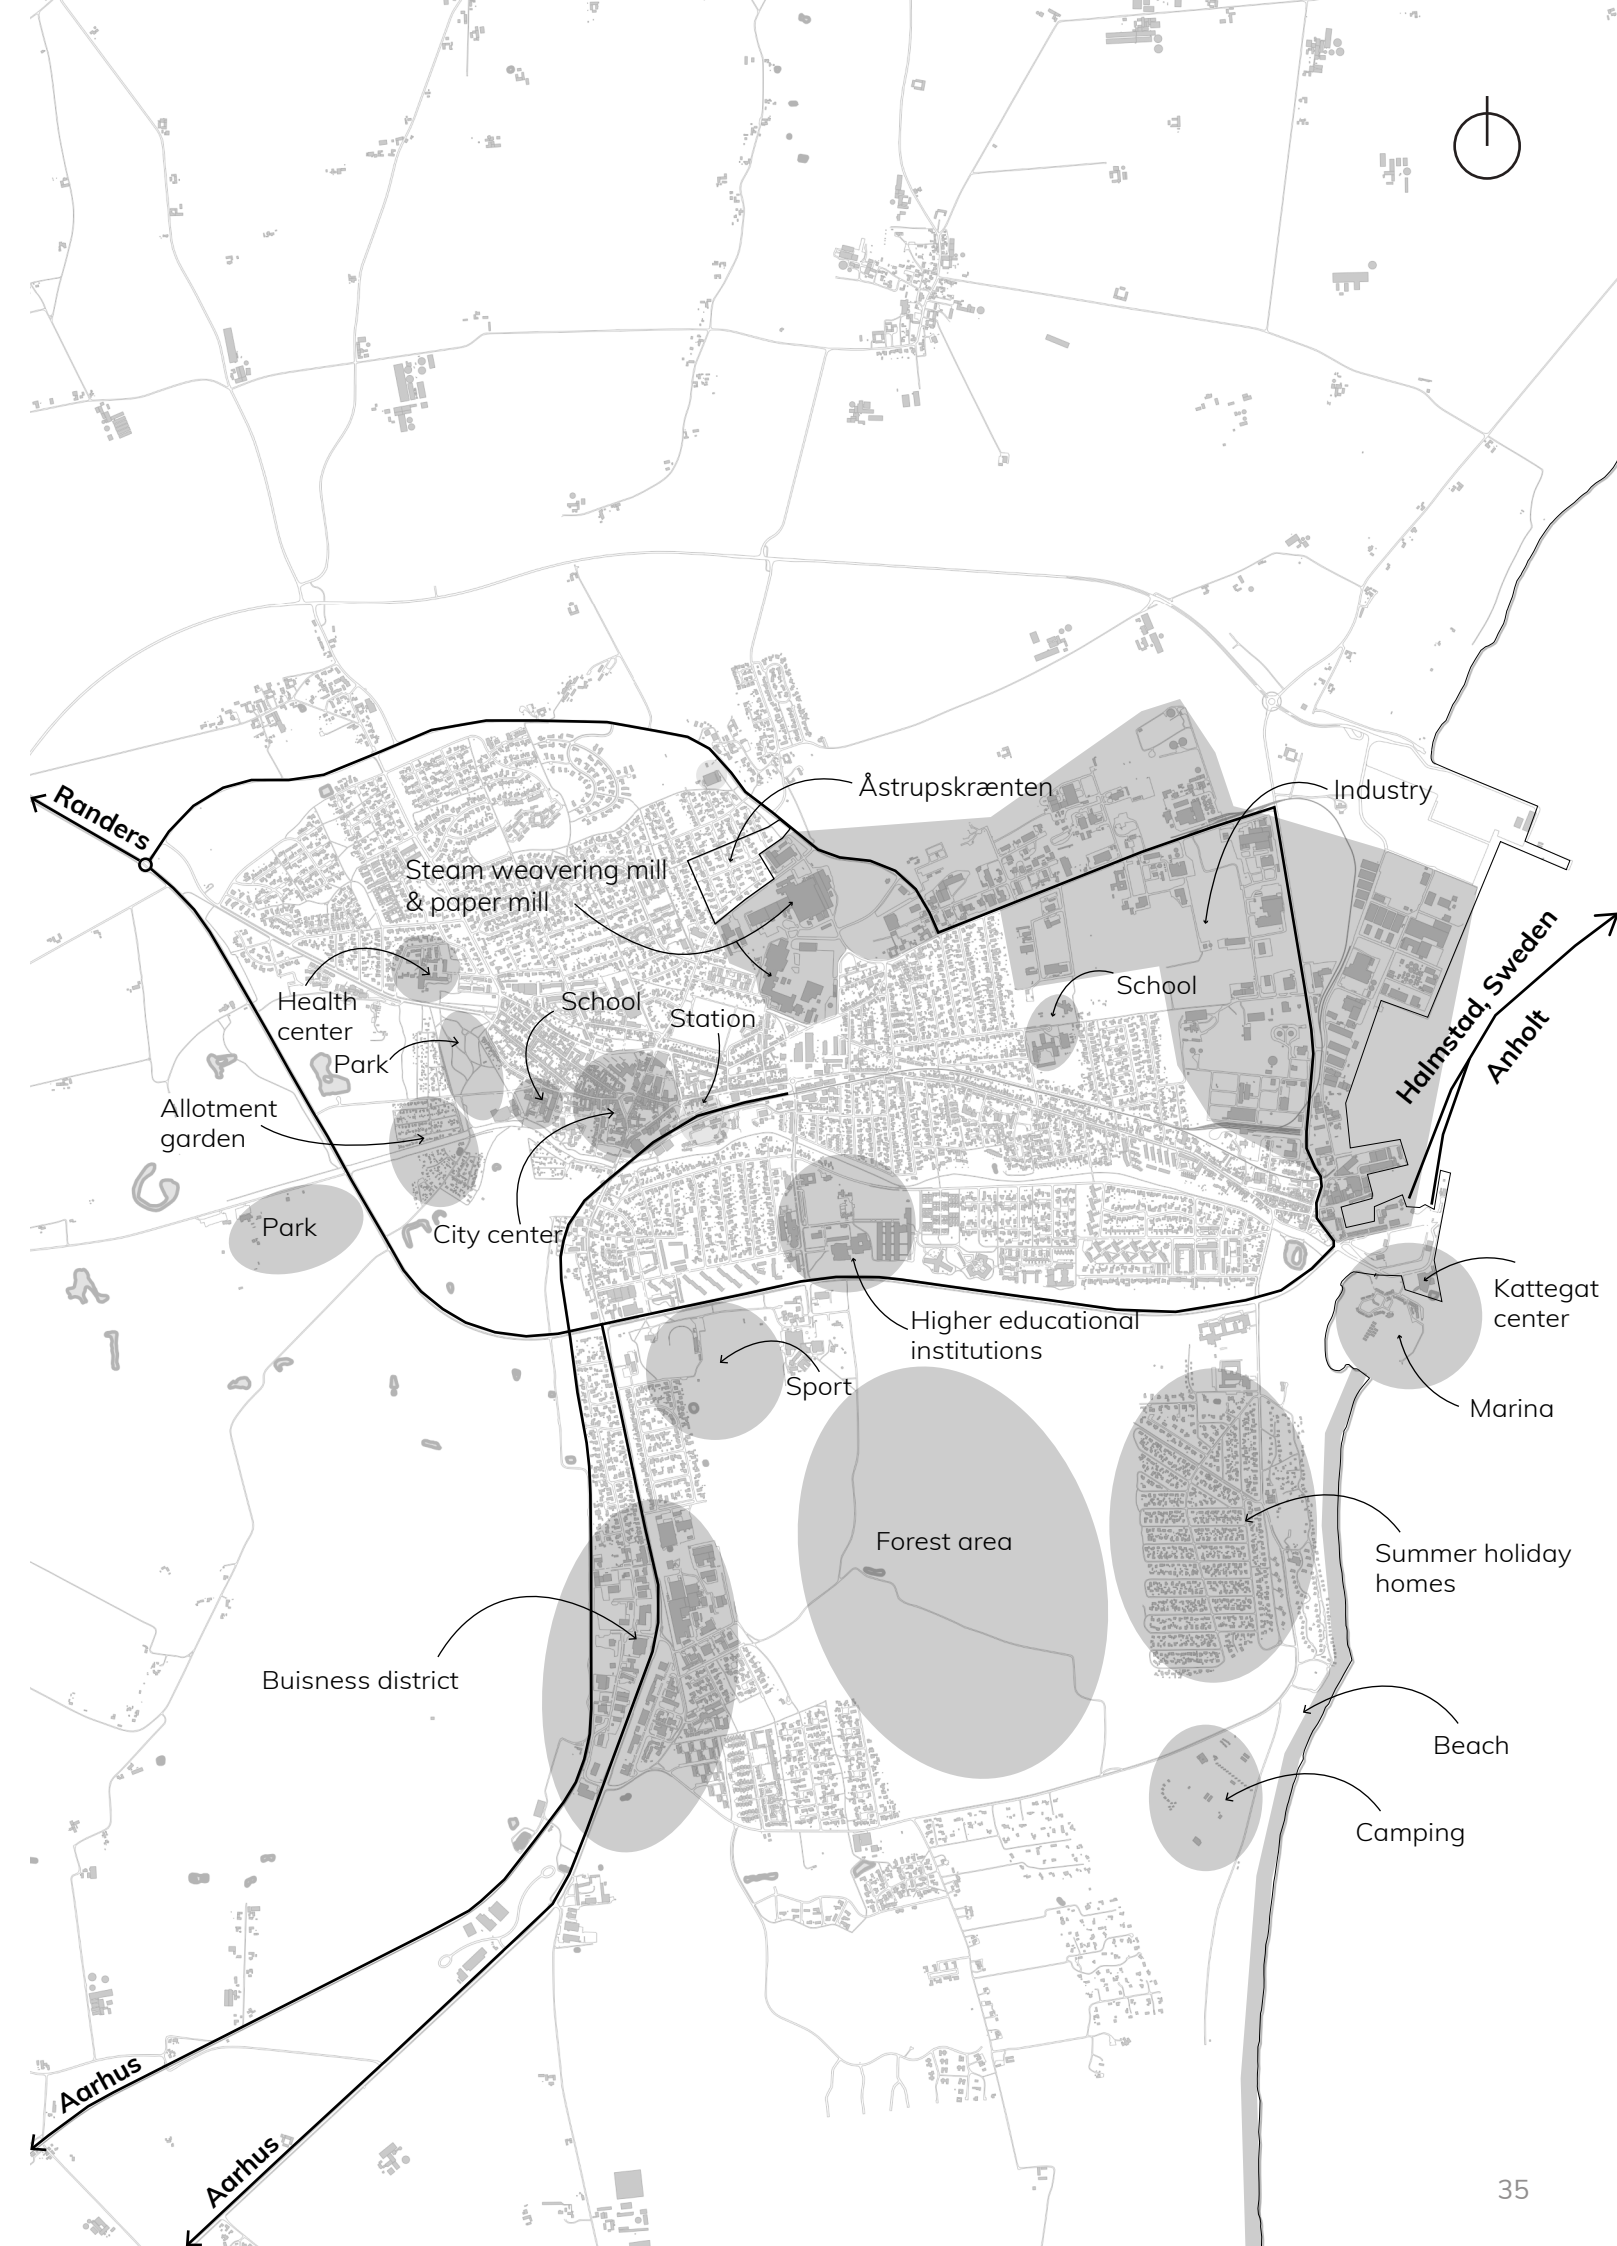 Åstrupskrænten
Industry
Randers
Steam weavering mill
& paper mill
Halmstad, Sweden
Anholt
School
Health
center
School
Station
Park
Allotment
garden
Park
City center
Kattegat
center
Higher educational
institutions
Sport
Marina
Forest area
Summer holiday
homes
Buisness district
Beach
Camping
Aarhus
Aarhus
35